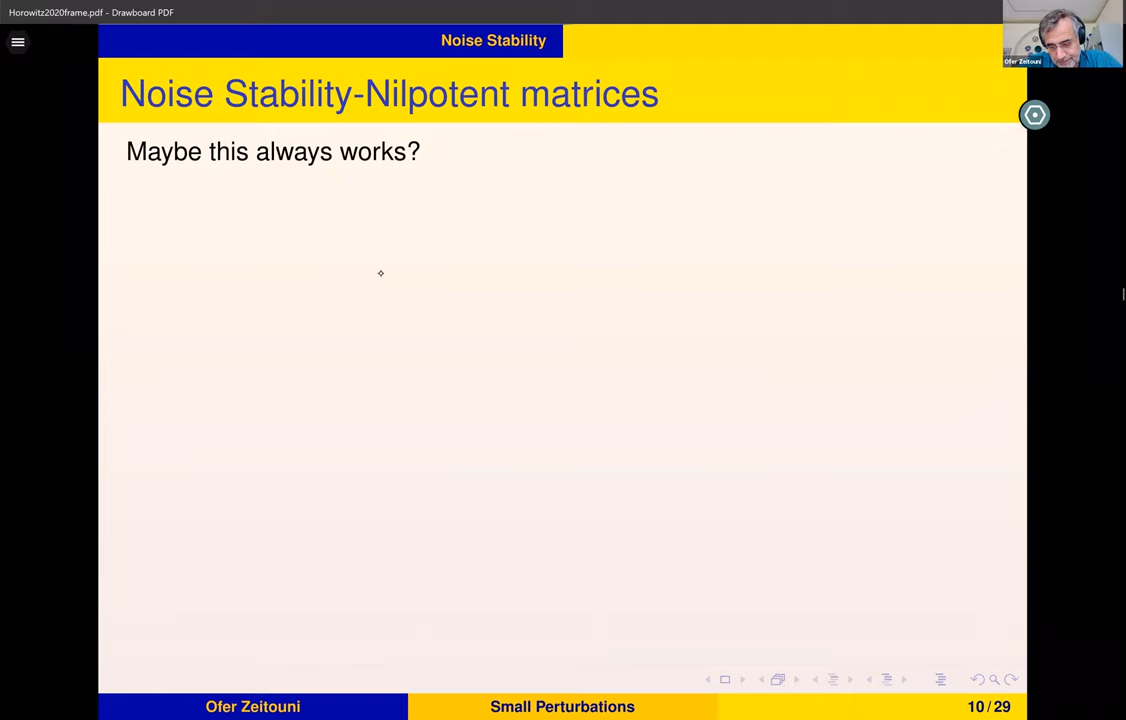 Horowitz2020frame.pdf - Drawboard PDF
Noise Stability
Ofer Zeitouni
Noise Stability-Nilpotent matrices
Maybe this always works?
Ofer Zeitouni
Small Perturbations
10 / 29